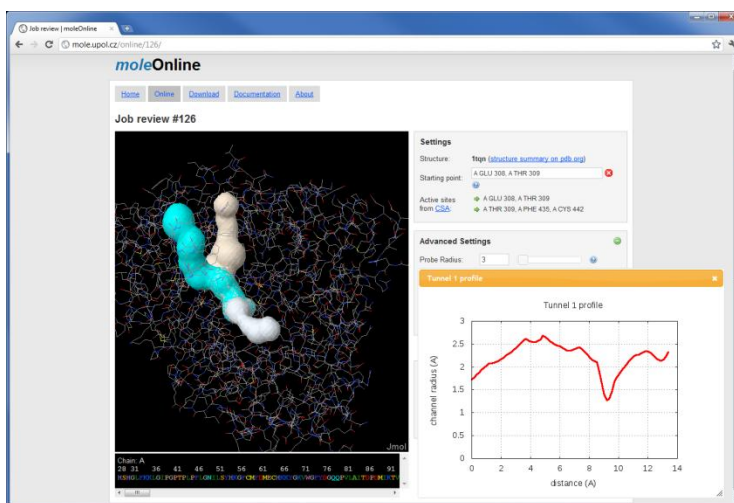 Job review | moleOnline
mole.upol.cz/online/126/
moleOnline
Home Online Download Documentation About
Job review #126
Settings
Structure: 1tqn (structure summary on pdb.org)
Starting point: A GLU 308, A THR 309
Active sites from CSA:
A GLU 308, A THR 309
A THR 309, A PHE 435, A CYS 442
Advanced Settings
Probe Radius: 3
Tunnel 1 profile
Tunnel 1 profile
channel radius (A)
3
2.5
2
1.5
1
0.5
0
0 2 4 6 8 10 12 14
distance (A)
Jmol
Chain: A
28 31 36 41 46 51 56 61 66 71 76 81 86 91